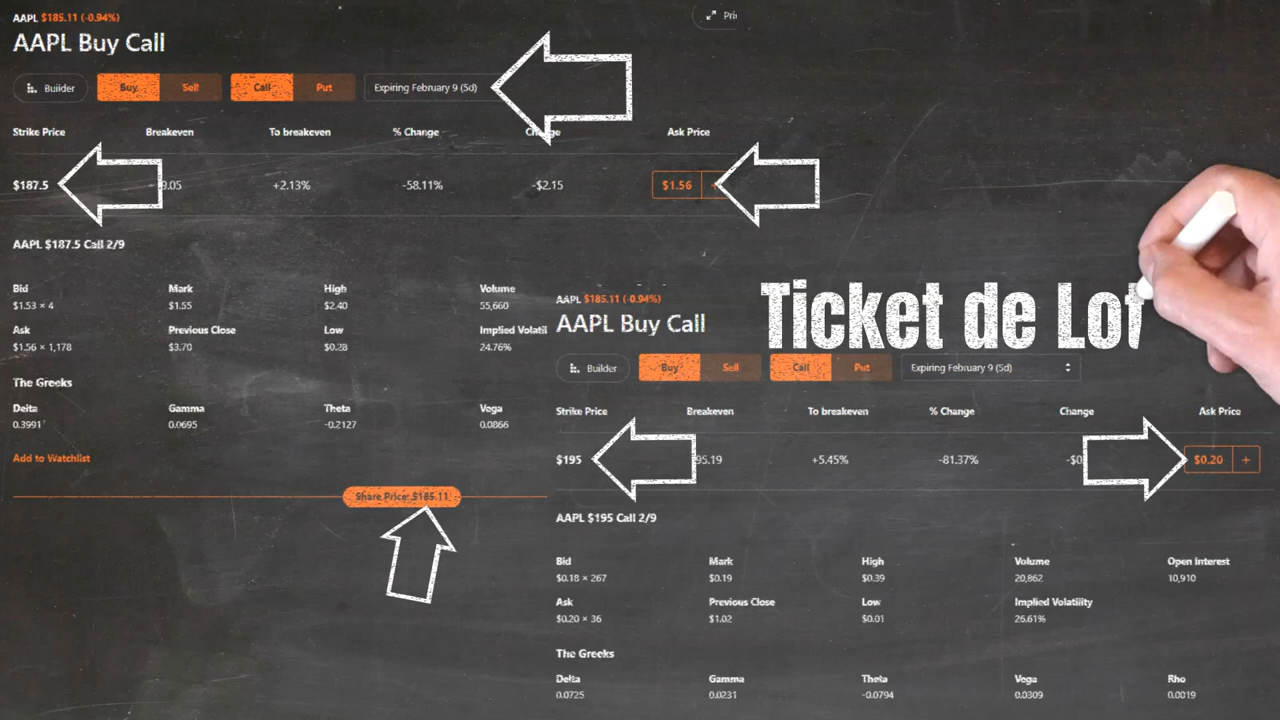 AAPL $185.11 (-0.94%)
AAPL Buy Call
Builder
Buy
Sell
Call
Put
Expiring February 9 (5d)
Strike Price
Breakeven
To breakeven
% Change
Ask Price
$187.5
9.05
+2.13%
-58.11%
-$2.15
$1.56
AAPL $187.5 Call 2/9
Bid
Mark
High
Volume
$1.53 × 4
$1.55
$2.40
55,660
Ask
Previous Close
Low
Implied Volatil
$1.56 × 1,178
$3.70
$0.28
24.76%
The Greeks
Delta
Gamma
Theta
Vega
0.3991
0.0695
-0.2127
0.0866
Add to Watchlist
Share Price: $185.11
Ticket de Lot
AAPL $185.11 (-0.94%)
AAPL Buy Call
Builder
Buy
Sell
Call
Put
Expiring February 9 (5d)
Strike Price
Breakeven
To breakeven
% Change
Change
Ask Price
$195
95.19
+5.45%
-81.37%
-$0
$0.20
+
AAPL $195 Call 2/9
Bid
Mark
High
Volume
Open Interest
$0.18 × 267
$0.19
$0.39
20,862
10,910
Ask
Previous Close
Low
Implied Volatility
$0.20 × 36
$1.02
$0.01
26.61%
The Greeks
Delta
Gamma
Theta
Vega
Rho
0.0725
0.0231
-0.0794
0.0309
0.0019